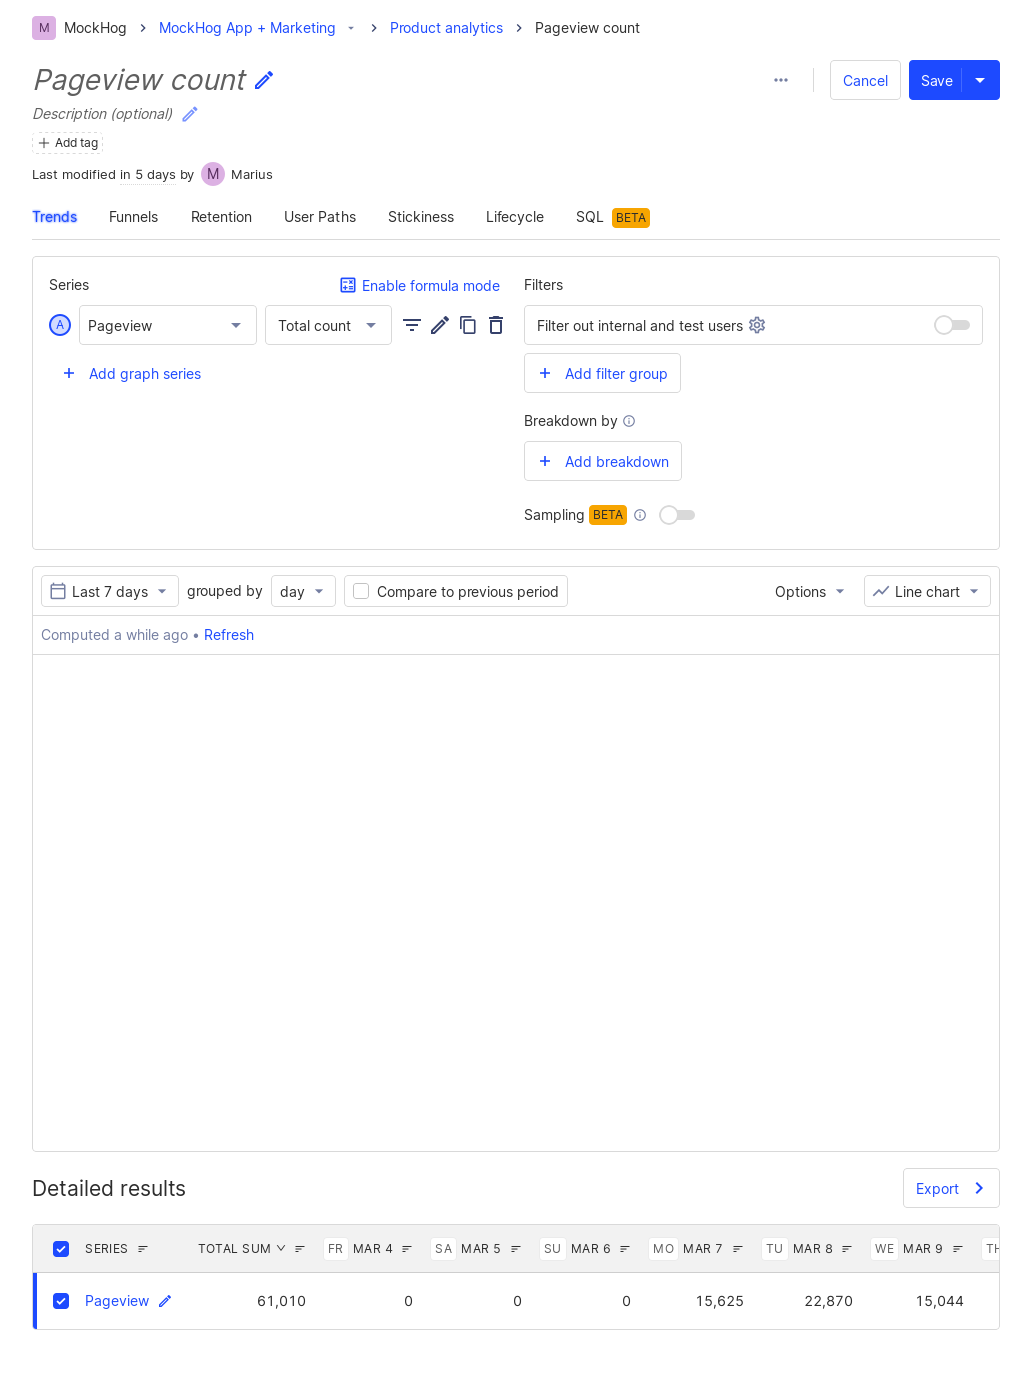 M MockHog MockHog App + Marketing Product analytics Pageview count
Pageview count
Cancel Save
Description (optional)
Add tag
Last modified in 5 days by M Marius
Trends Funnels Retention User Paths Stickiness Lifecycle SQL BETA
Series Enable formula mode
A Pageview Total count
Add graph series
Filters
Filter out internal and test users
Add filter group
Breakdown by
Add breakdown
Sampling BETA
Last 7 days grouped by day Compare to previous period Options Line chart
Computed a while ago • Refresh
Detailed results Export
SERIES TOTAL SUM FR MAR 4 SA MAR 5 SU MAR 6 MO MAR 7 TU MAR 8 WE MAR 9 TH
Pageview 61,010 0 0 0 15,625 22,870 15,044